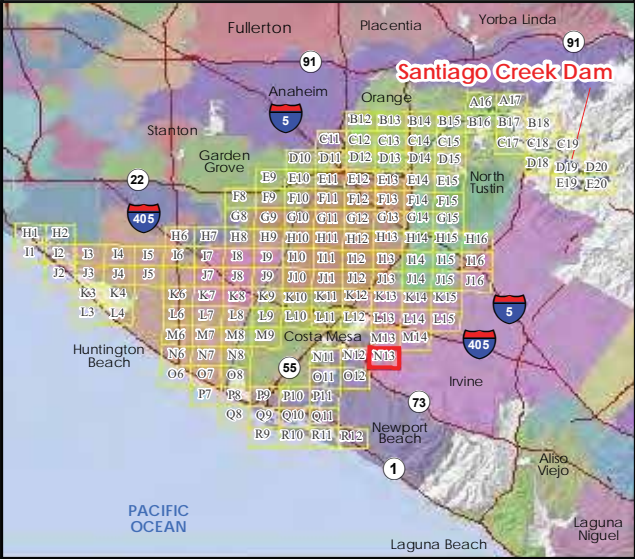 Fullerton
Placentia
Yorba Linda
91
91
Santiago Creek Dam
Anaheim
Orange
A16 A17
5
B12 B13 B14 B15 B16 B17 B18
Stanton
C11 C12 C13 C14 C15 C17 C18 C19
Garden
Grove
D10 D11 D12 D13 D14 D15 D18 D19 D20
North
Tustin
22
E9 E10 E11 E12 E13 E14 E15 E19 E20
F8 F9 F10 F11 F12 F13 F14 F15
405
G8 G9 G10 G11 G12 G13 G14 G15
H1 H2 H6 H7 H8 H9 H10 H11 H12 H13 H14 H15 H16
I1 I2 I3 I4 I5 I6 I7 I8 I9 I10 I11 I12 I13 I14 I15 I16
J2 J3 J4 J5 J7 J8 J9 J10 J11 J12 J13 J14 J15 J16
K3 K4 K6 K7 K8 K9 K10 K11 K12 K13 K14 K15
5
L3 L4 L6 L7 L8 L9 L10 L11 L12 L13 L14 L15
M6 M7 M8 M9 Costa Mesa M13 M14
405
Huntington
Beach
N6 N7 N8 N11 N12 N13
55
O6 O7 O8 O11 O12
Irvine
P7 P8 P9 P10 P11
73
Q8 Q9 Q10 Q11
Newport
Beach
R9 R10 R11 R12
1
Aliso
Viejo
PACIFIC
OCEAN
Laguna
Niguel
Laguna Beach